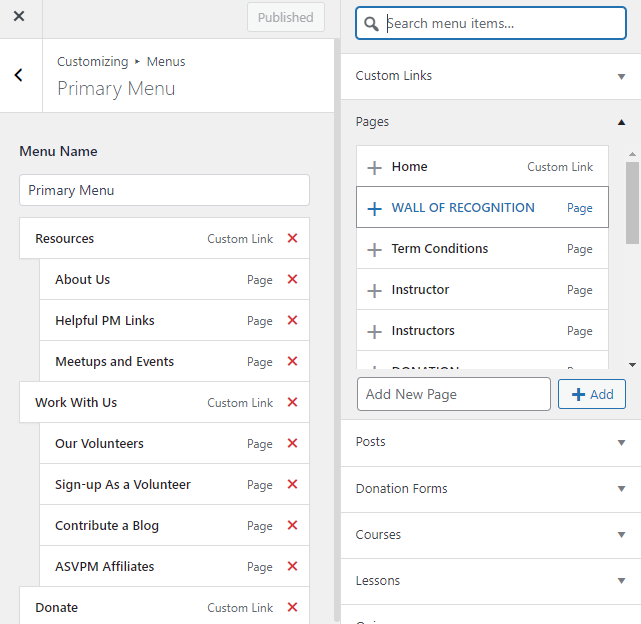 Published
Customizing ▸ Menus
Primary Menu
Menu Name
Primary Menu
Resources Custom Link
About Us Page
Helpful PM Links Page
Meetups and Events Page
Work With Us Custom Link
Our Volunteers Page
Sign-up As a Volunteer Page
Contribute a Blog Page
ASVPM Affiliates Page
Donate Custom Link
Search menu items...
Custom Links
Pages
Home Custom Link
WALL OF RECOGNITION Page
Term Conditions Page
Instructor Page
Instructors Page
DONATION Page
Add New Page
Add
Posts
Donation Forms
Courses
Lessons